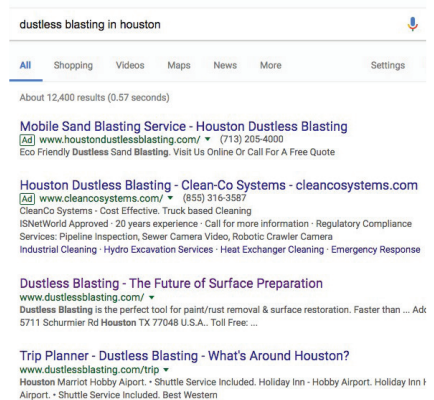 dustless blasting in houston
All Shopping Videos Maps News More Settings
About 12,400 results (0.57 seconds)
Mobile Sand Blasting Service - Houston Dustless Blasting
Ad www.houstondustlessblasting.com/ ▼ (713) 205-4000
Eco Friendly Dustless Sand Blasting. Visit Us Online Or Call For A Free Quote
Houston Dustless Blasting - Clean-Co Systems - cleancosystems.com
Ad www.cleancosystems.com/ ▼ (855) 316-3587
CleanCo Systems - Cost Effective. Truck based Cleaning
ISNetWorld Approved · 20 years experience · Call for more information · Regulatory Compliance
Services: Pipeline Inspection, Sewer Camera Video, Robotic Crawler Camera
Industrial Cleaning · Hydro Excavation Services · Heat Exchanger Cleaning · Emergency Response
Dustless Blasting - The Future of Surface Preparation
www.dustlessblasting.com/ ▼
Dustless Blasting is the perfect tool for paint/rust removal & surface restoration. Faster than ...
5711 Schurmier Rd Houston TX 77048 U.S.A.. Toll Free: ...
Trip Planner - Dustless Blasting - What's Around Houston?
www.dustlessblasting.com/trip ▼
Houston Marriot Hobby Aiport. • Shuttle Service Included. Holiday Inn - Hobby Airport. Holiday Inn
Airport. • Shuttle Service Included. Best Western